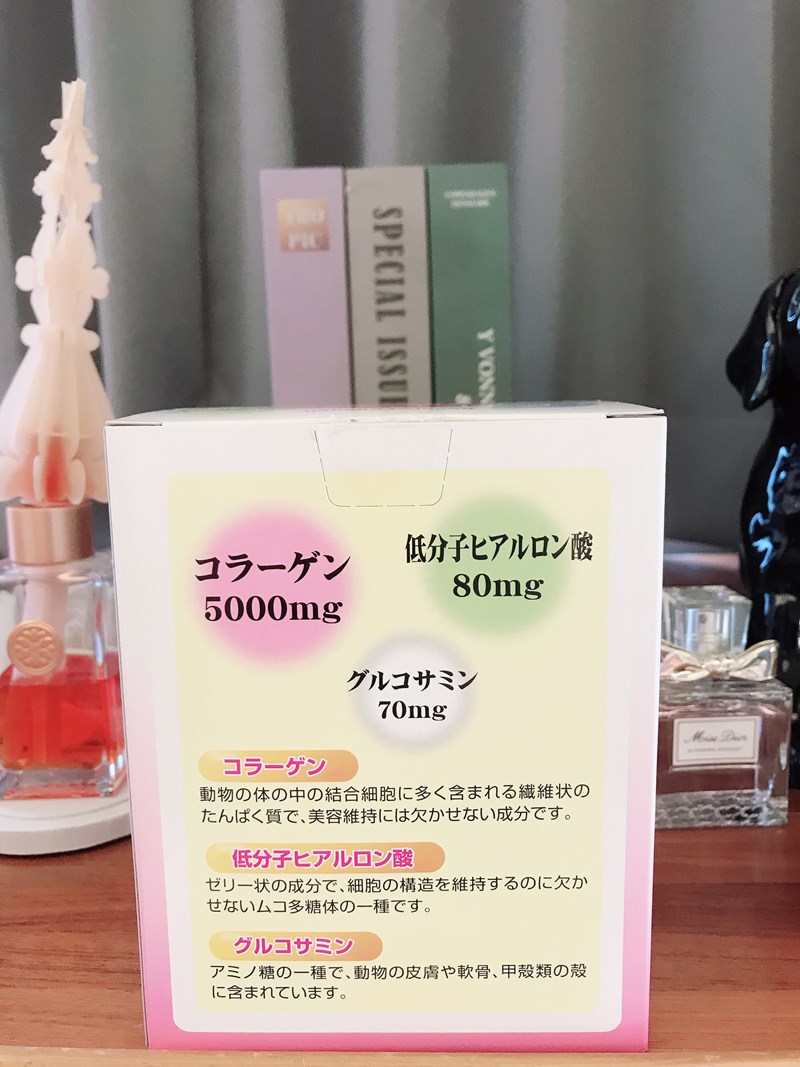 TRO
PIC
SPECIAL ISSUE
COPENHAGEN
Y VONN
&
コラーゲン
5000mg
低分子ヒアルロン酸
80mg
グルコサミン
70mg
コラーゲン
動物の体の中の結合細胞に多く含まれる繊維状の
たんぱく質で、美容維持には欠かせない成分です。
低分子ヒアルロン酸
ゼリー状の成分で、細胞の構造を維持するのに欠か
せないムコ多糖体の一種です。
グルコサミン
アミノ糖の一種で、動物の皮膚や軟骨、甲殻類の殻
に含まれています。
Miss Dior